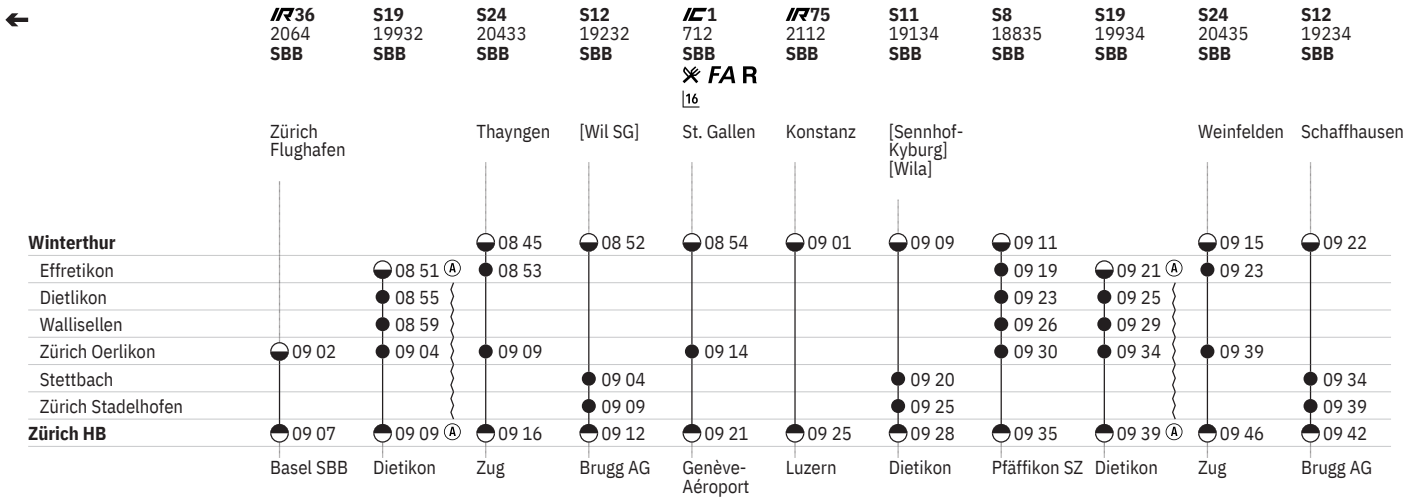 IR36 S19 S24 S12 IC1 IR75 S11 S8 S19 S24 S12
2064 19932 20433 19232 712 2112 19134 18835 19934 20435 19234
SBB SBB SBB SBB SBB SBB SBB SBB SBB SBB SBB
FA R
16
Zürich Thayngen [Wil SG] St. Gallen Konstanz [Sennhof- Weinfelden Schaffhausen
Flughafen Kyburg]
[Wila]
Winterthur 08 45 08 52 08 54 09 01 09 09 09 11 09 15 09 22
Effretikon 08 51 A 08 53 09 19 09 21 A 09 23
Dietlikon 08 55 09 23 09 25
Wallisellen 08 59 09 26 09 29
Zürich Oerlikon 09 02 09 04 09 09 09 14 09 30 09 34 09 39
Stettbach 09 04 09 20 09 34
Zürich Stadelhofen 09 09 09 25 09 39
Zürich HB 09 07 09 09 A 09 16 09 12 09 21 09 25 09 28 09 35 09 39 A 09 46 09 42
Basel SBB Dietikon Zug Brugg AG Genève- Luzern Dietikon Pfäffikon SZ Dietikon Zug Brugg AG
Aéroport